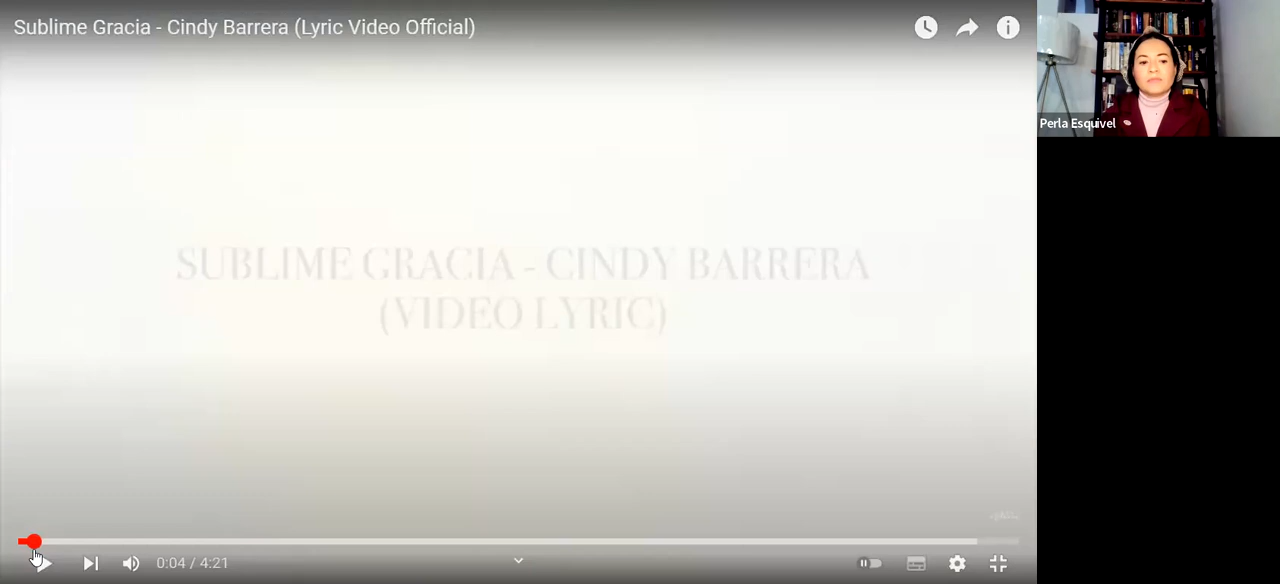 Sublime Gracia - Cindy Barrera (Lyric Video Official)
Perla Esquivel
SUBLIME GRACIA - CINDY BARRERA
(VIDEO LYRIC)
0:04 / 4:21